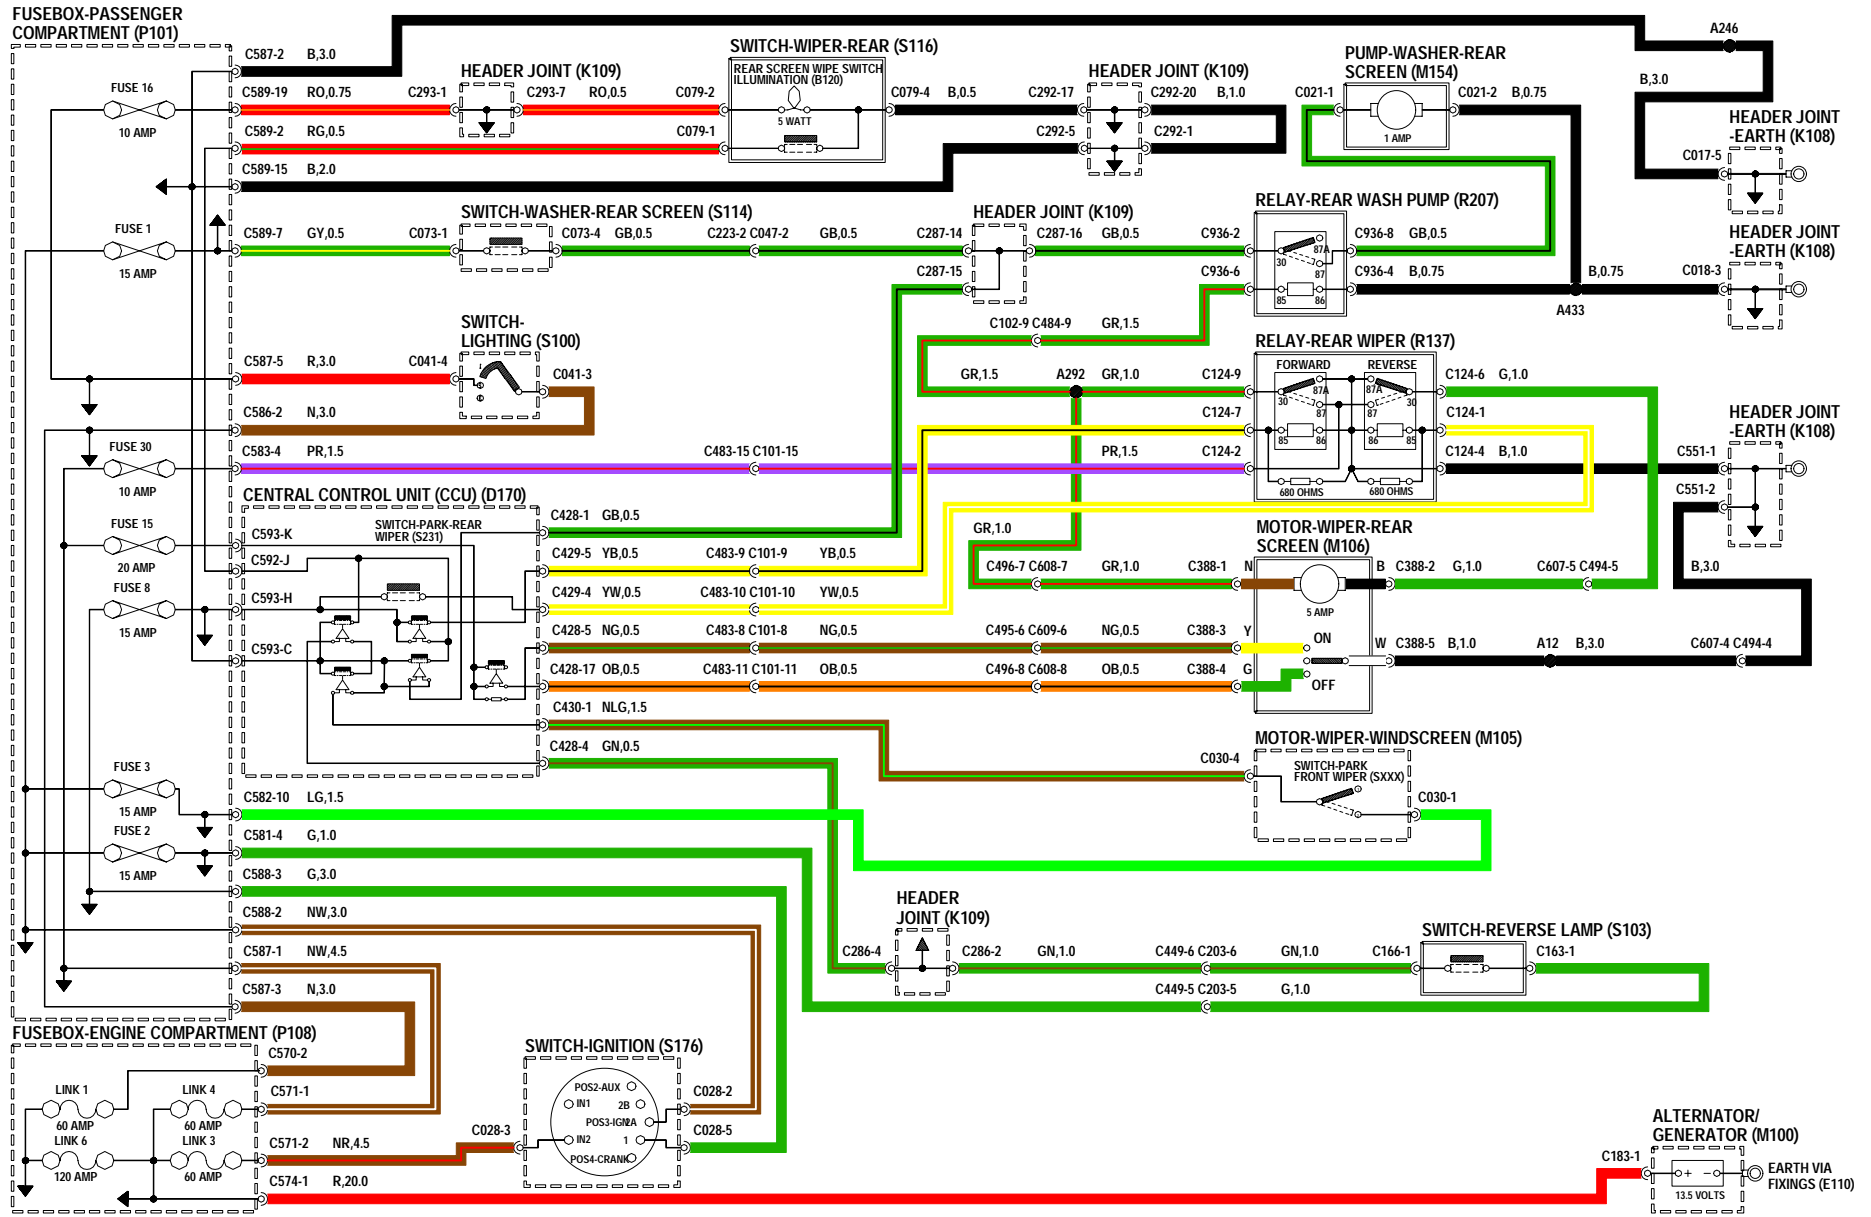 FUSEBOX-PASSENGER
COMPARTMENT (P101)
C587-2 B,3.0
A246
SWITCH-WIPER-REAR (S116)
REAR SCREEN WIPE SWITCH
ILLUMINATION (B120)
5 WATT
HEADER JOINT (K109)
HEADER JOINT (K109)
PUMP-WASHER-REAR
SCREEN (M154)
1 AMP
B,3.0
FUSE 16
10 AMP
C589-19 RO,0.75 C293-1
C293-7 RO,0.5 C079-2
C079-4 B,0.5 C292-17
C292-20 B,1.0
C021-1
C021-2 B,0.75
C589-2 RG,0.5
C079-1
C292-5
C292-1
HEADER JOINT
-EARTH (K108)
C017-5
C589-15 B,2.0
SWITCH-WASHER-REAR SCREEN (S114)
HEADER JOINT (K109)
RELAY-REAR WASH PUMP (R207)
FUSE 1
15 AMP
C589-7 GY,0.5 C073-1
C073-4 GB,0.5 C223-2 C047-2 GB,0.5 C287-14
C287-16 GB,0.5 C936-2
30
87A
87
85
86
C936-8 GB,0.5
HEADER JOINT
-EARTH (K108)
C287-15
C936-6
C936-4 B,0.75
B,0.75 C018-3
A433
SWITCH-
LIGHTING (S100)
C102-9 C484-9 GR,1.5
RELAY-REAR WIPER (R137)
FORWARD
REVERSE
C587-5 R,3.0 C041-4
C041-3
GR,1.5 A292 GR,1.0 C124-9
30
87A
87
87A
87
30
C124-6 G,1.0
C586-2 N,3.0
C124-7
85
86
86
85
C124-1
HEADER JOINT
-EARTH (K108)
FUSE 30
10 AMP
C583-4 PR,1.5
C483-15 C101-15
PR,1.5 C124-2
680 OHMS
680 OHMS
C124-4 B,1.0
C551-1
C551-2
CENTRAL CONTROL UNIT (CCU) (D170)
SWITCH-PARK-REAR
WIPER (S231)
C428-1 GB,0.5
GR,1.0
MOTOR-WIPER-REAR
SCREEN (M106)
FUSE 15
20 AMP
C593-K
C592-J
C429-5 YB,0.5 C483-9 C101-9 YB,0.5
C496-7 C608-7 GR,1.0 C388-1 N
5 AMP
B C388-2 G,1.0 C607-5 C494-5
B,3.0
FUSE 8
15 AMP
C593-H
C429-4 YW,0.5 C483-10 C101-10 YW,0.5
C593-C
C428-5 NG,0.5 C483-8 C101-8 NG,0.5 C495-6 C609-6 NG,0.5 C388-3 Y
ON
W C388-5 B,1.0 A12 B,3.0 C607-4 C494-4
C428-17 OB,0.5 C483-11 C101-11 OB,0.5 C496-8 C608-8 OB,0.5 C388-4 G
OFF
C430-1 NLG,1.5
C428-4 GN,0.5
MOTOR-WIPER-WINDSCREEN (M105)
SWITCH-PARK
FRONT WIPER (SXXX)
C030-4
C030-1
FUSE 3
15 AMP
C582-10 LG,1.5
FUSE 2
15 AMP
C581-4 G,1.0
C588-3 G,3.0
HEADER
JOINT (K109)
C588-2 NW,3.0
SWITCH-REVERSE LAMP (S103)
C587-1 NW,4.5
C286-4
C286-2 GN,1.0 C449-6 C203-6 GN,1.0 C166-1
C163-1
C587-3 N,3.0
C449-5 C203-5 G,1.0
FUSEBOX-ENGINE COMPARTMENT (P108)
C570-2
SWITCH-IGNITION (S176)
POS2-AUX
IN1
2B
POS3-IGN
2A
IN2
1
POS4-CRANK
LINK 1
60 AMP
LINK 4
60 AMP
C571-1
C028-2
LINK 6
120 AMP
LINK 3
60 AMP
C571-2 NR,4.5
C028-3
C028-5
C574-1 R,20.0
ALTERNATOR/
GENERATOR (M100)
C183-1
+ -
13.5 VOLTS
EARTH VIA
FIXINGS (E110)